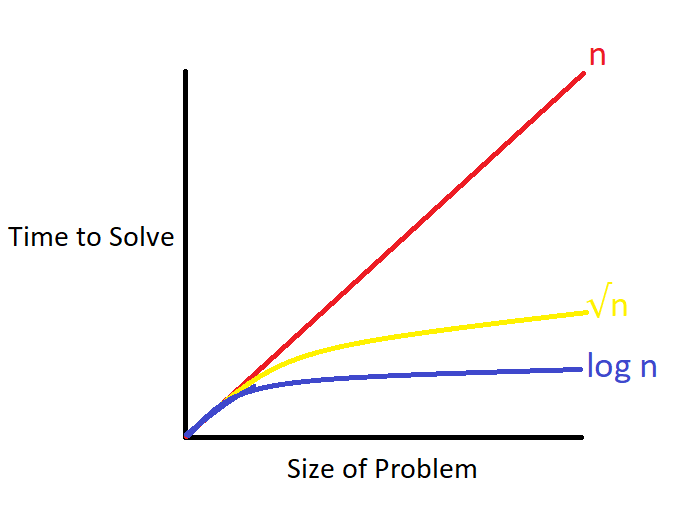 n
Time to Solve
√n
log n
Size of Problem